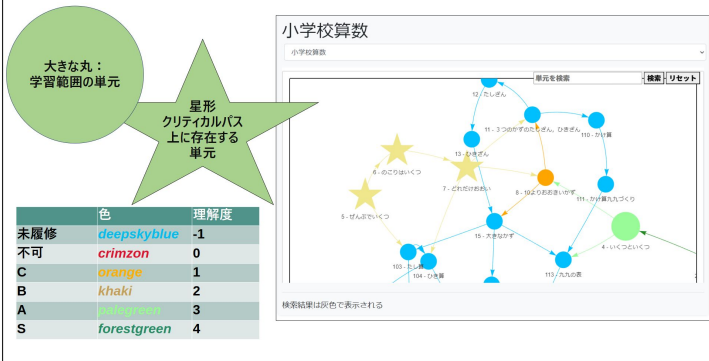 大きな丸：
学習範囲の単元
星形
クリティカルパス
上に存在する
単元
色 理解度
未履修 deepskyblue -1
不可 crimzon 0
C orange 1
B khaki 2
A palegreen 3
S forestgreen 4
小学校算数
小学校算数
単元を検索 検索 リセット
12 - たしざん
11 - ３つのかずのたしざん，ひきざん
110 - かけ算
13 - ひきざん
6 - のこりはいくつ
7 - どれだけおおい
8 - 10よりおおきいかず
111 - かけ算九九づくり
5 - ぜんぶでいくつ
15 - 大きなかず
4 - いくつといくつ
103 - たし算
104 - ひき算
113 - 九九の表
検索結果は灰色で表示される